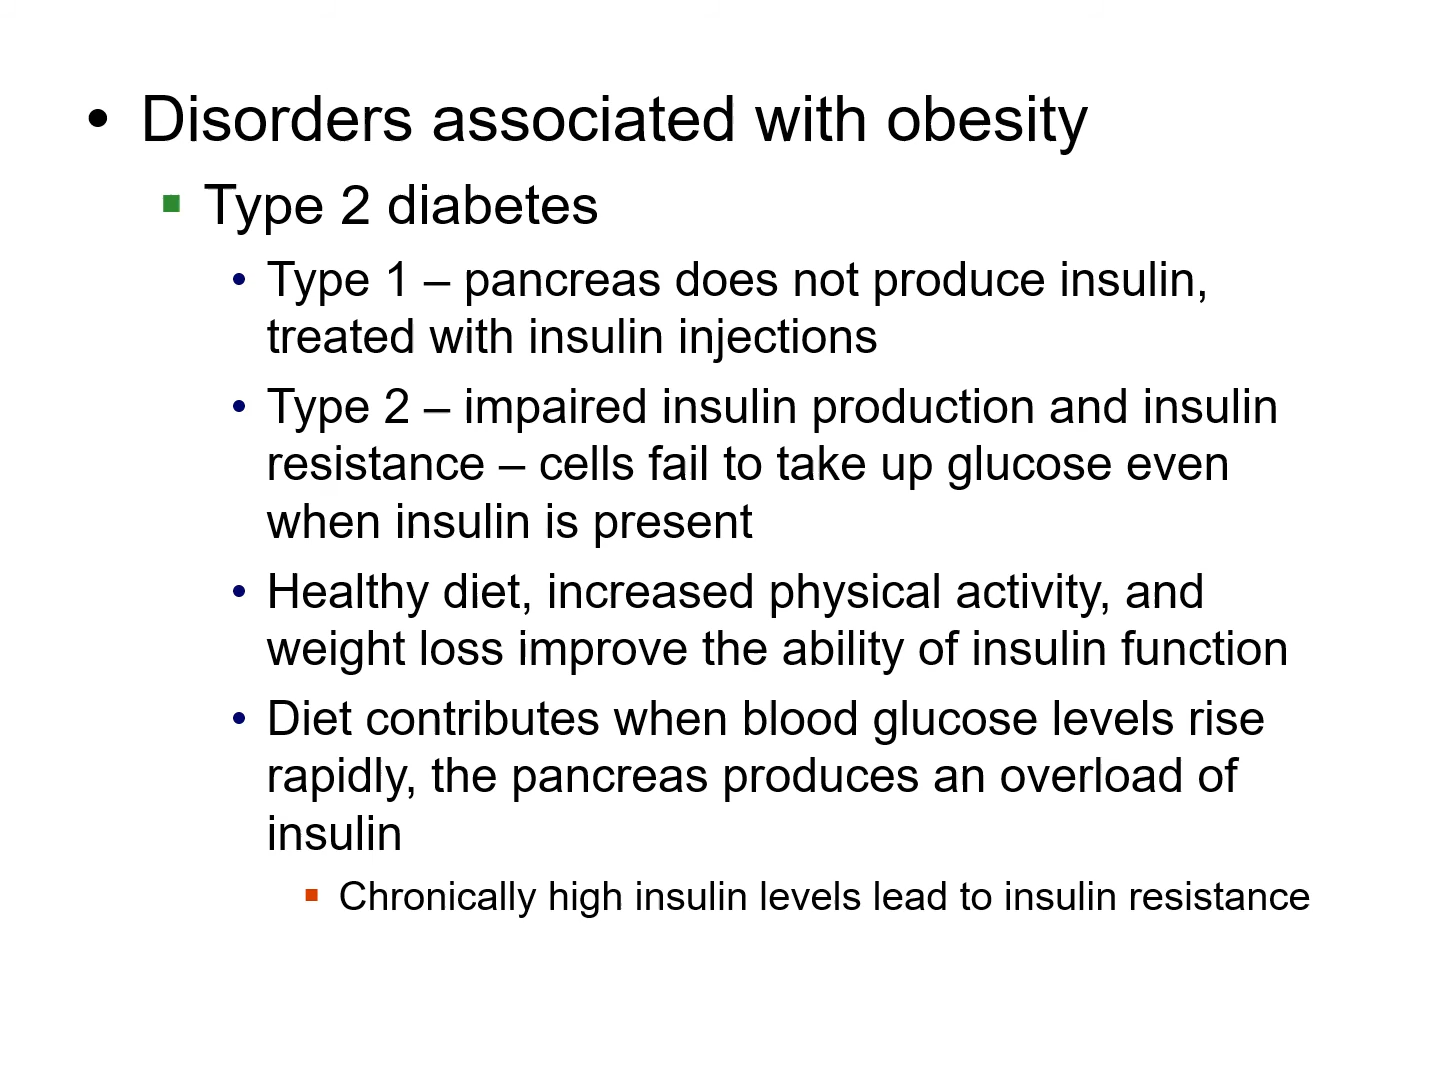 • Disorders associated with obesity
▪ Type 2 diabetes
• Type 1 – pancreas does not produce insulin,
treated with insulin injections
• Type 2 – impaired insulin production and insulin
resistance – cells fail to take up glucose even
when insulin is present
• Healthy diet, increased physical activity, and
weight loss improve the ability of insulin function
• Diet contributes when blood glucose levels rise
rapidly, the pancreas produces an overload of
insulin
▪ Chronically high insulin levels lead to insulin resistance